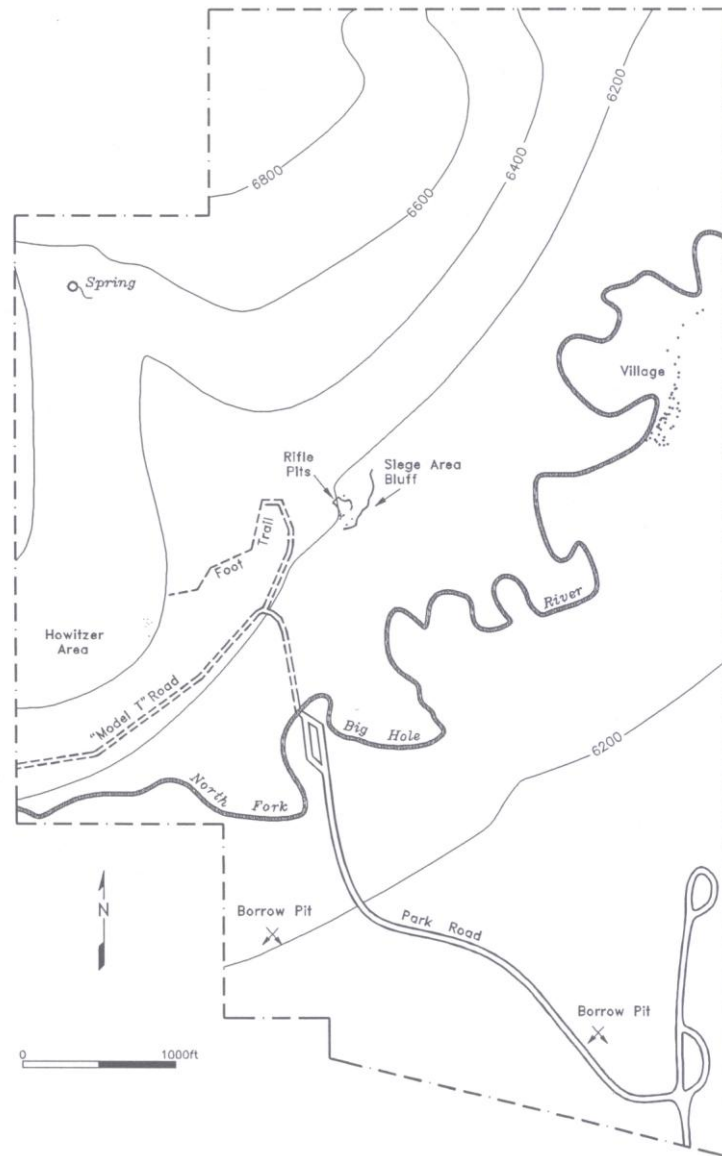 6800
6600
6400
6200
Spring
Village
Rifle
Pits
Siege Area
Bluff
Foot
Trail
River
Howitzer
Area
"Model T" Road
Big Hole
6200
North
Fork
N
Borrow Pit
Park Road
Borrow Pit
0 1000ft